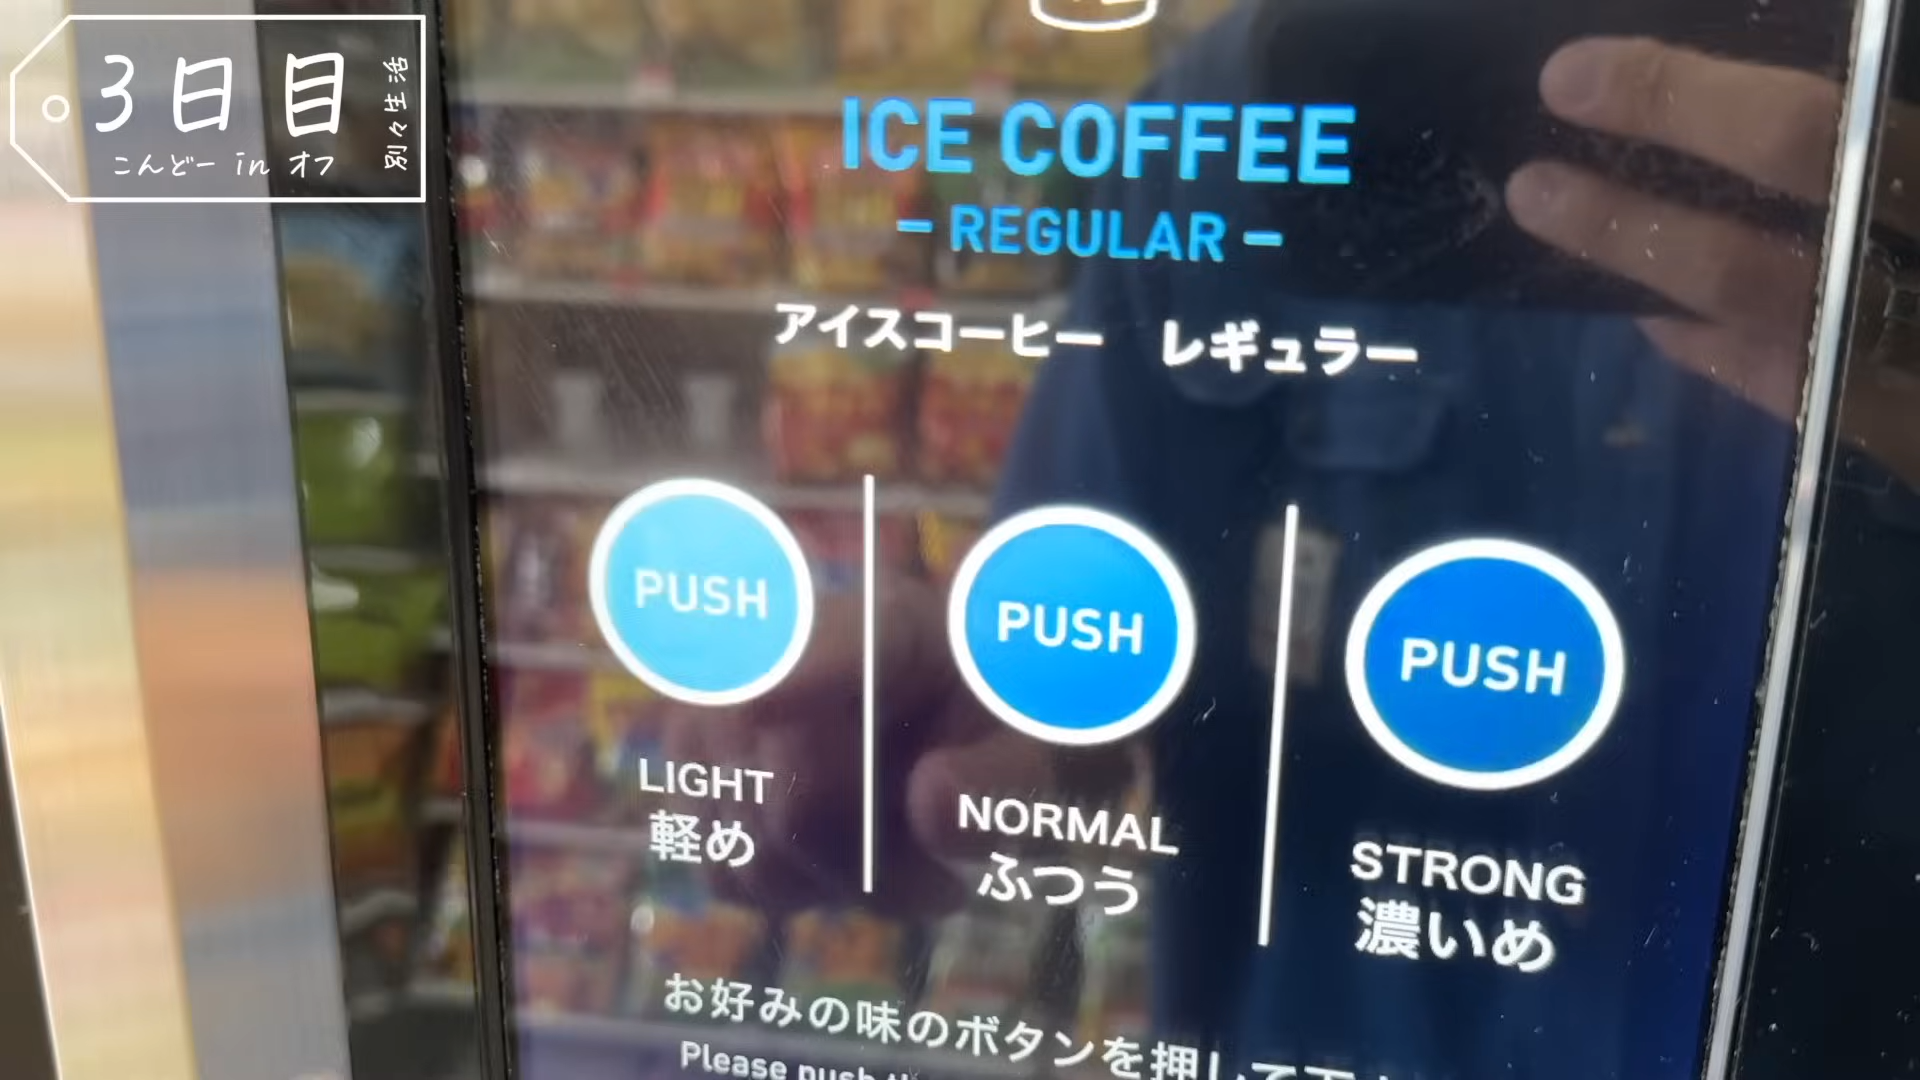 3日目
こんどー in オフ
別々生活
ICE COFFEE
– REGULAR –
アイスコーヒー レギュラー
PUSH
PUSH
PUSH
LIGHT
軽め
NORMAL
ふつう
STRONG
濃いめ
お好みの味のボタンを押して下
Please push